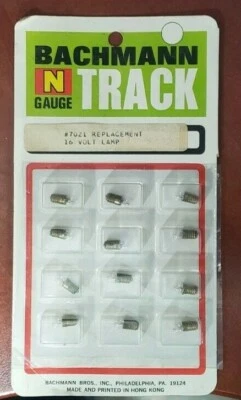 BACHMANN
N TRACK
GAUGE
#7021 REPLACEMENT
16 VOLT LAMP
BACHMANN BROS., INC., PHILADELPHIA, PA. 19124
MADE AND PRINTED IN HONG KONG